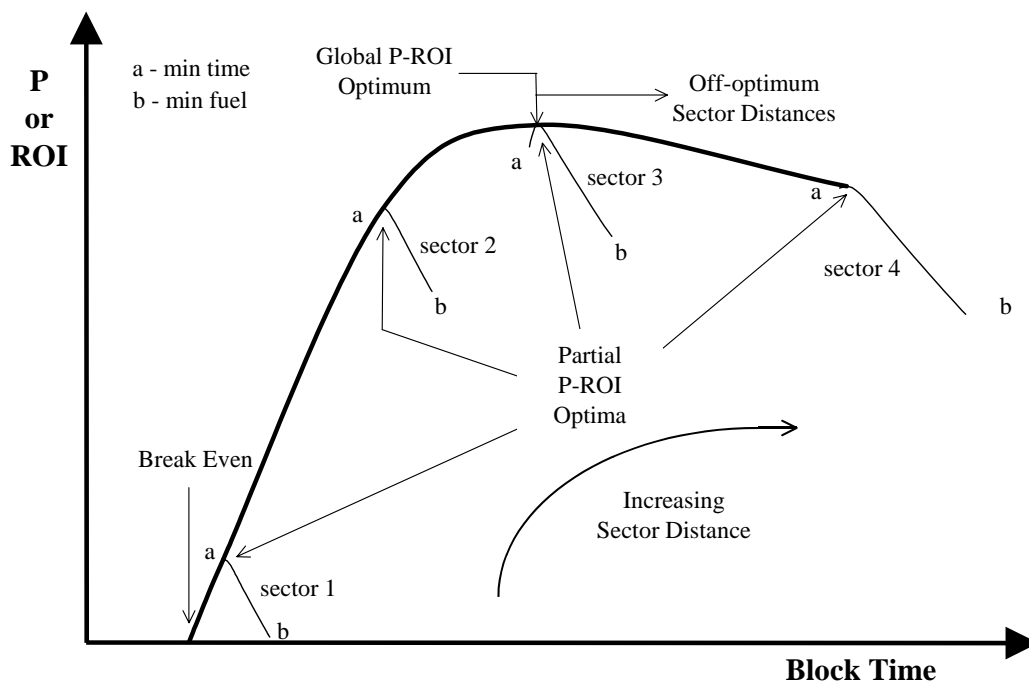 P
or
ROI
a - min time
b - min fuel
Global P-ROI
Optimum
Off-optimum
Sector Distances
a
sector 3
b
a
sector 2
b
a
sector 4
b
Partial
P-ROI
Optima
Break Even
a
sector 1
b
Increasing
Sector Distance
Block Time